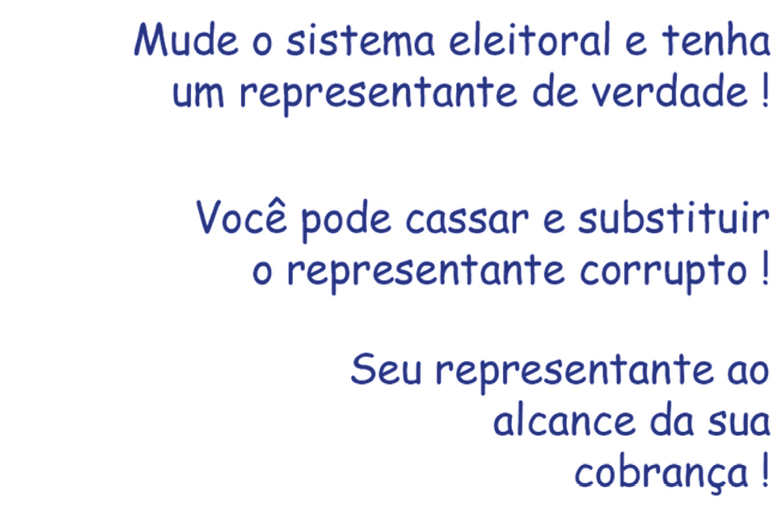 Mude o sistema eleitoral e tenha
um representante de verdade !
Você pode cassar e substituir
o representante corrupto !
Seu representante ao
alcance da sua
cobrança !